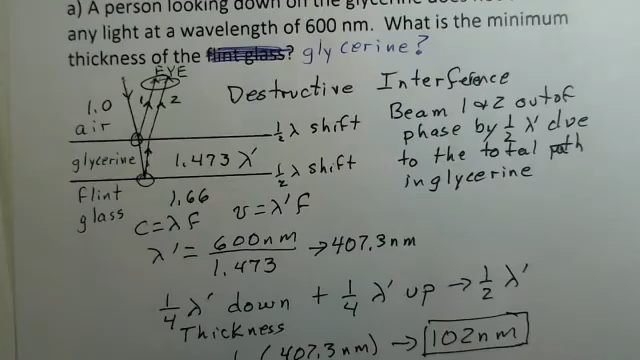 a) A person looking down on the glycerine does not
any light at a wavelength of 600 nm. What is the minimum
thickness of the flint glass? glycerine?
EYE
Destructive Interference
1 2
1.0
air
1/2 λ shift
glycerine 1.473 λ'
1/2 λ shift
flint
glass
1.66
Beam 1 & 2 out of
phase by 1/2 λ' due
to the total path
in glycerine
C=λf v=λ'f
λ' = 600nm / 1.473 → 407.3nm
1/4 λ' down + 1/4 λ' up → 1/2 λ'
Thickness
(407.3nm) → 102nm